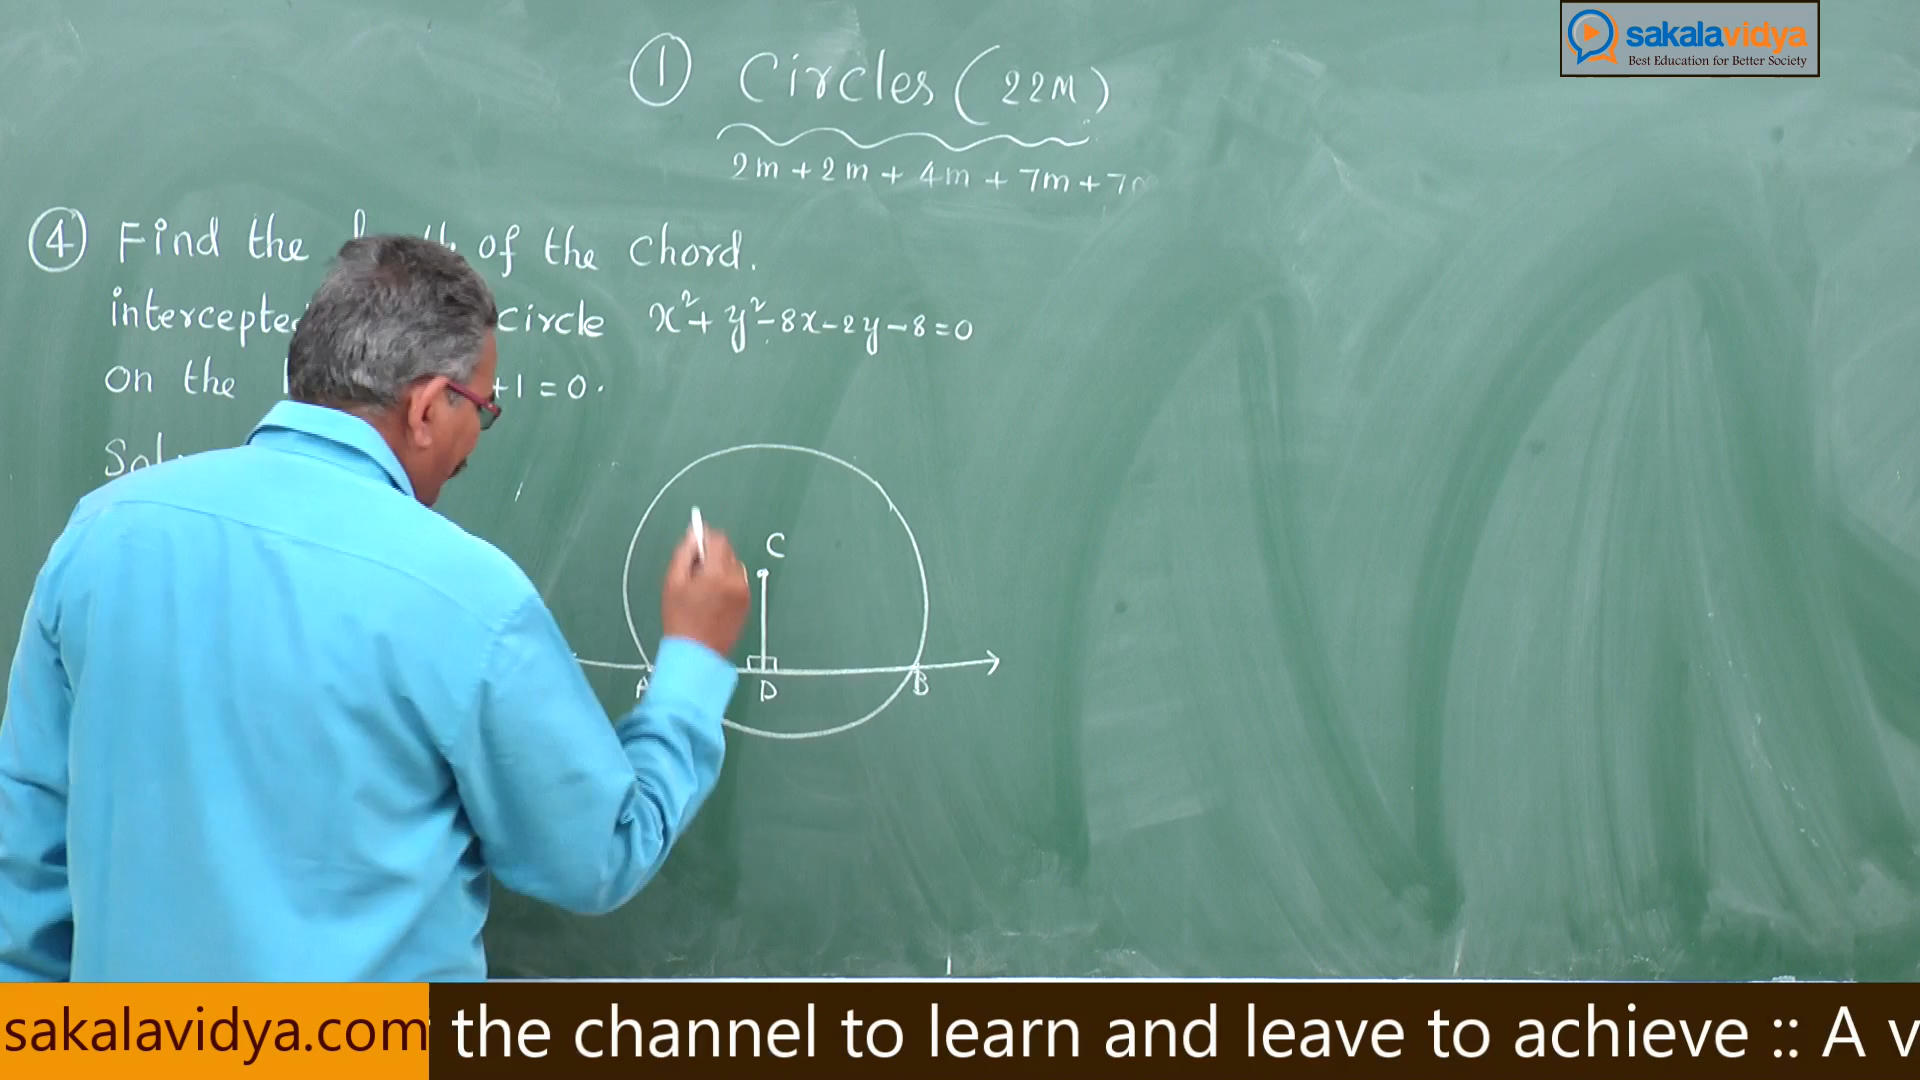 sakalavidya
Best Education for Better Society
① Circles (22M)
2m + 2m + 4m + 7m + 7
④ Find the of the chord.
circle x²+ y²-8x-2y-8=0
on the +1=0.
C
A D B
sakalavidya.com the channel to learn and leave to achieve :: A v